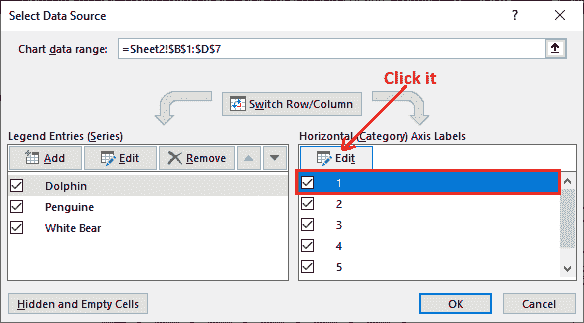 Select Data Source
?
Chart data range: =Sheet2!$B$1:$D$7
Click it
Switch Row/Column
Legend Entries (Series)
Horizontal (Category) Axis Labels
Add Edit Remove
Edit
Dolphin
Penguine
White Bear
1
2
3
4
5
Hidden and Empty Cells
OK
Cancel